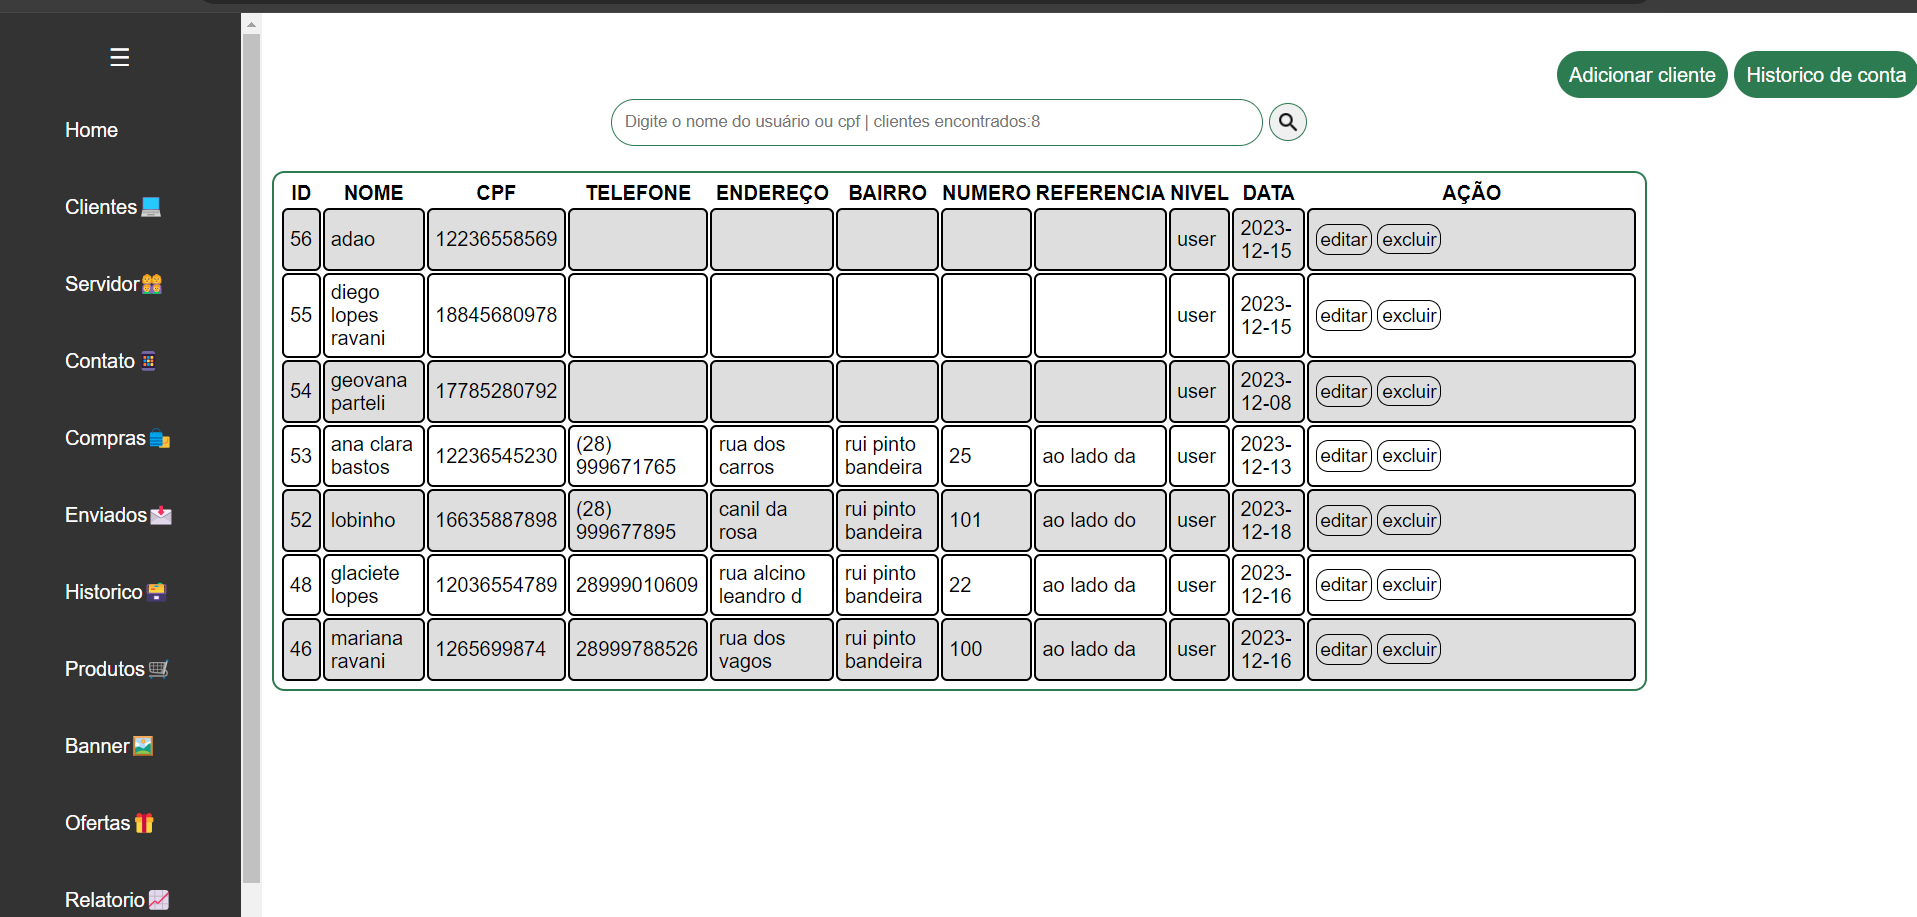 ☰
Home
Clientes
Servidor
Contato
Compras
Enviados
Historico
Produtos
Banner
Ofertas
Relatorio
Adicionar cliente
Historico de conta
Digite o nome do usuário ou cpf | clientes encontrados:8
ID NOME CPF TELEFONE ENDEREÇO BAIRRO NUMERO REFERENCIA NIVEL DATA AÇÃO
56 adao 12236558569 user 2023-12-15 editar excluir
55 diego lopes ravani 18845680978 user 2023-12-15 editar excluir
54 geovana parteli 17785280792 user 2023-12-08 editar excluir
53 ana clara bastos 12236545230 (28) 999671765 rua dos carros rui pinto bandeira 25 ao lado da user 2023-12-13 editar excluir
52 lobinho 16635887898 (28) 999677895 canil da rosa rui pinto bandeira 101 ao lado do user 2023-12-18 editar excluir
48 glaciete lopes 12036554789 28999010609 rua alcino leandro d rui pinto bandeira 22 ao lado da user 2023-12-16 editar excluir
46 mariana ravani 1265699874 28999788526 rua dos vagos rui pinto bandeira 100 ao lado da user 2023-12-16 editar excluir